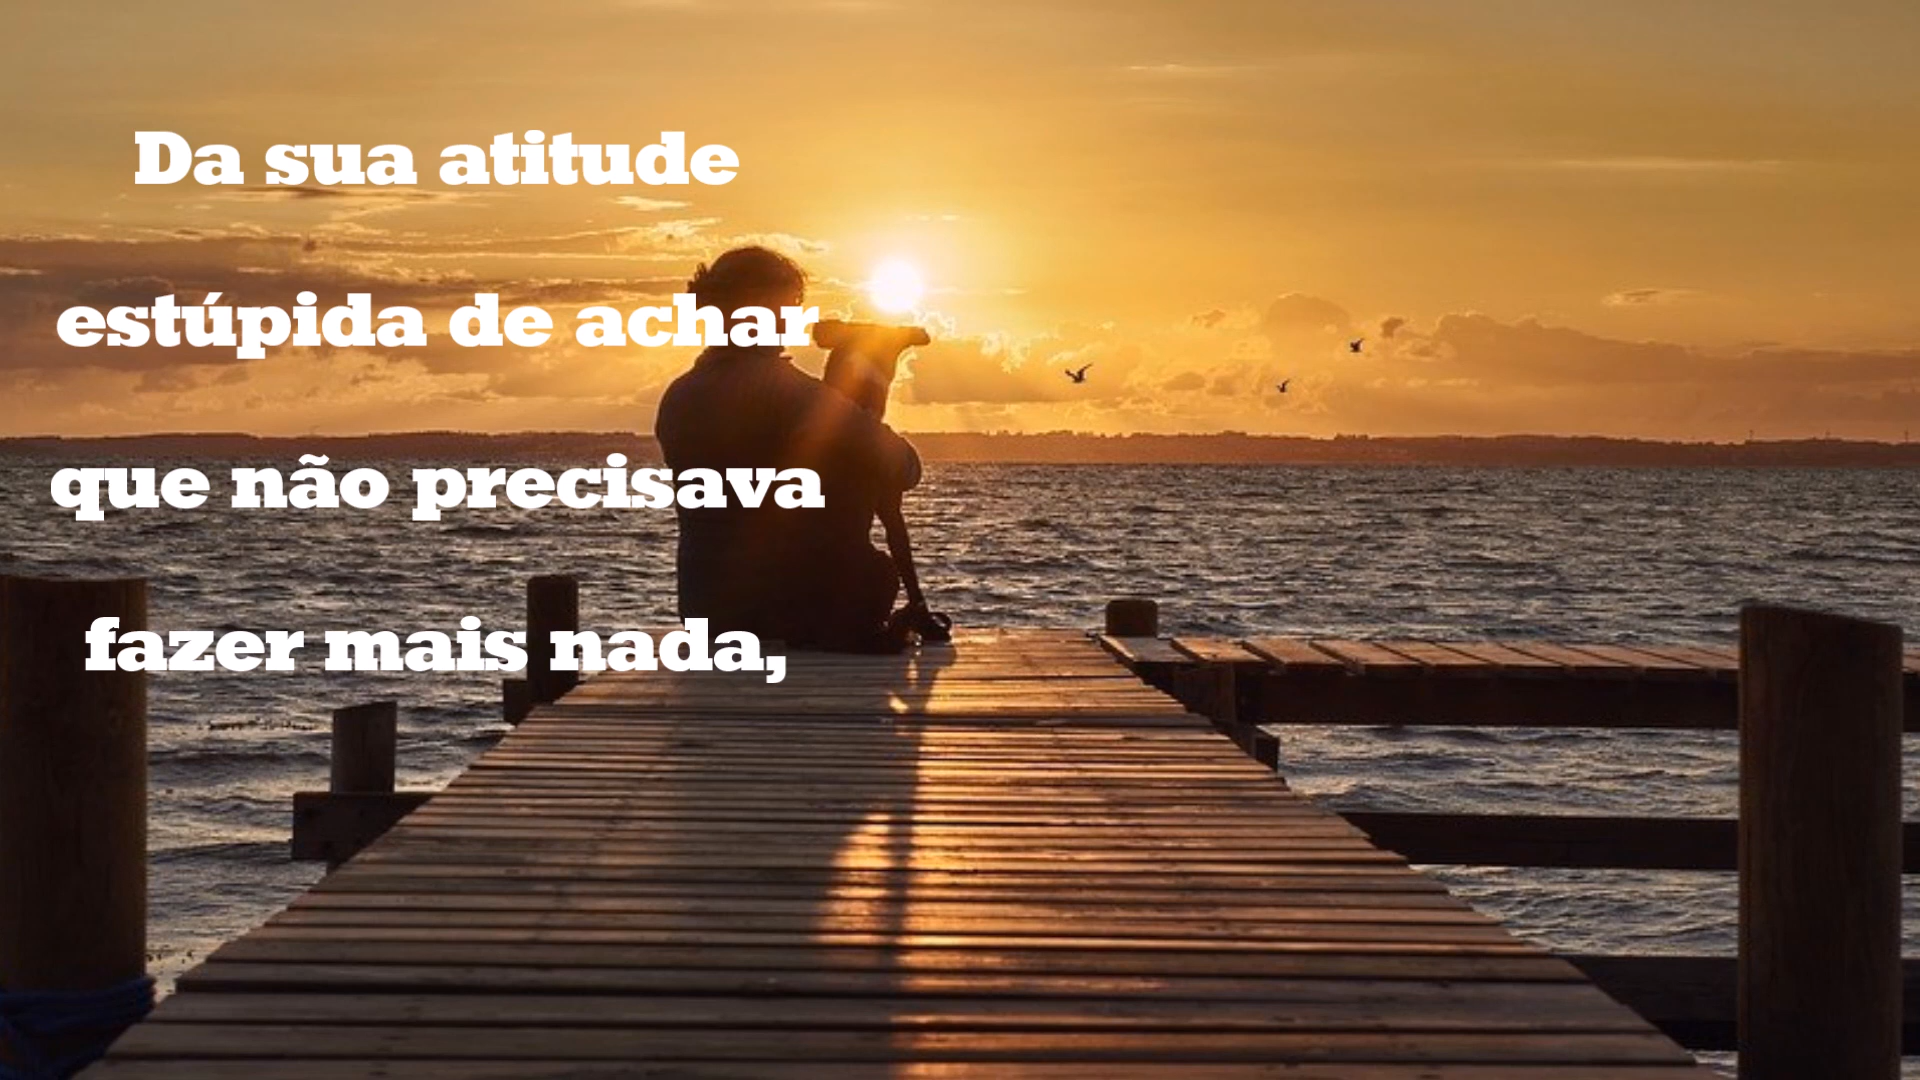 Da sua atitude
estúpida de achar
que não precisava
fazer mais nada,